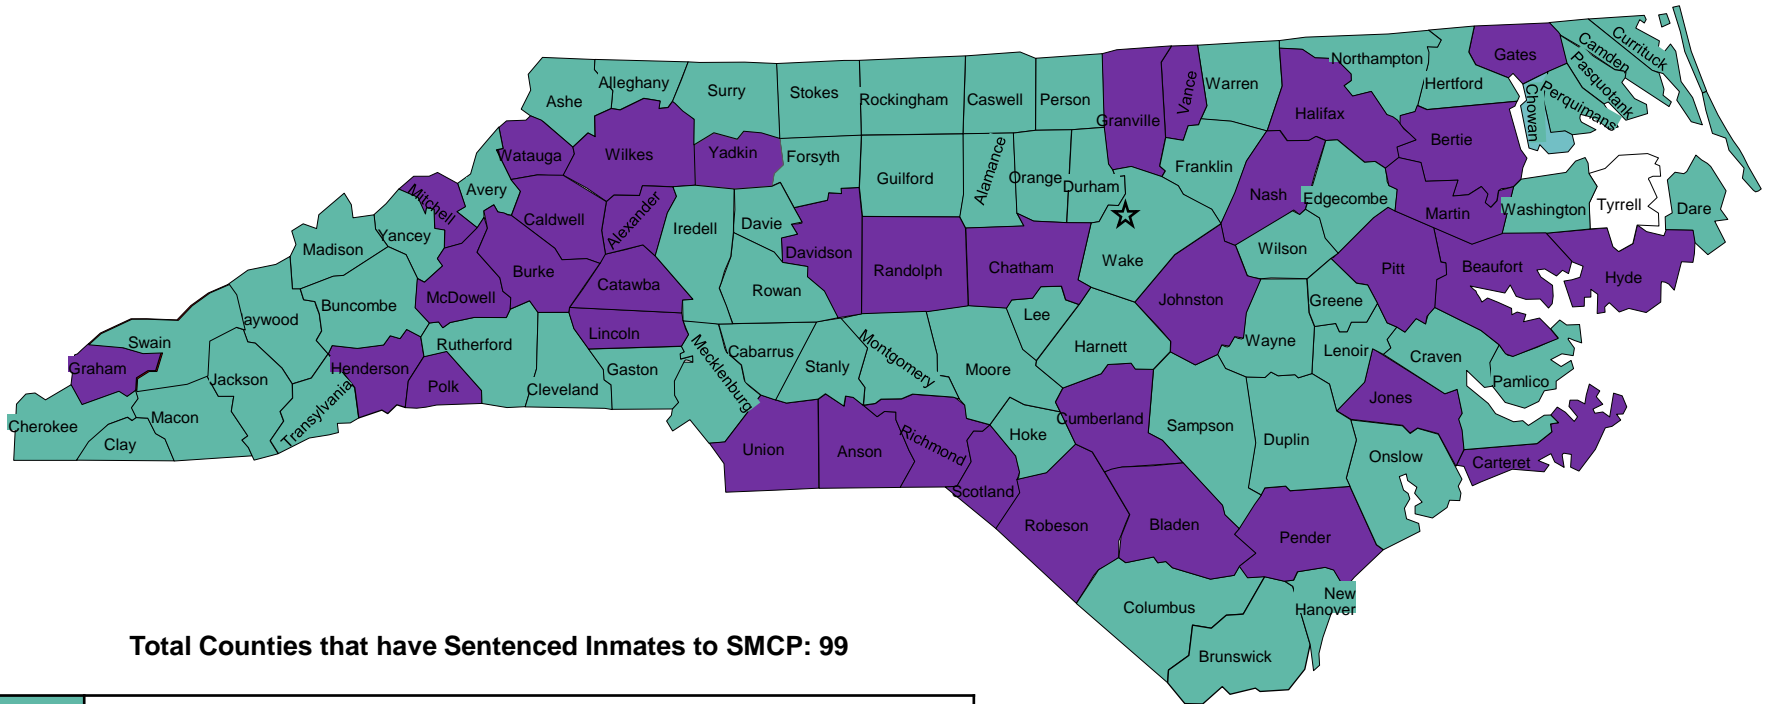 Gates
Currituck
Camden
Pasquotank
Perquimans
Chowan
Northampton
Hertford
Alleghany
Ashe
Surry
Stokes
Rockingham
Caswell
Person
Granville
Vance
Warren
Halifax
Bertie
Watauga
Wilkes
Yadkin
Forsyth
Guilford
Alamance
Orange
Durham
Franklin
Nash
Edgecombe
Martin
Washington
Tyrrell
Dare
Mitchell
Avery
Caldwell
Alexander
Iredell
Davie
Madison
Yancey
Burke
Catawba
Davidson
Randolph
Chatham
Wake
Wilson
Pitt
Beaufort
Hyde
McDowell
Buncombe
Rowan
Johnston
Greene
aywood
Swain
Lincoln
Lee
Rutherford
Graham
Henderson
Polk
Jackson
Cleveland
Gaston
Mecklenburg
Cabarrus
Stanly
Montgomery
Moore
Harnett
Wayne
Lenoir
Craven
Pamlico
Jones
Cherokee
Macon
Transylvania
Clay
Union
Anson
Richmond
Hoke
Cumberland
Sampson
Duplin
Onslow
Carteret
Scotland
Robeson
Bladen
Pender
Columbus
New
Hanover
Brunswick
Total Counties that have Sentenced Inmates to SMCP: 99